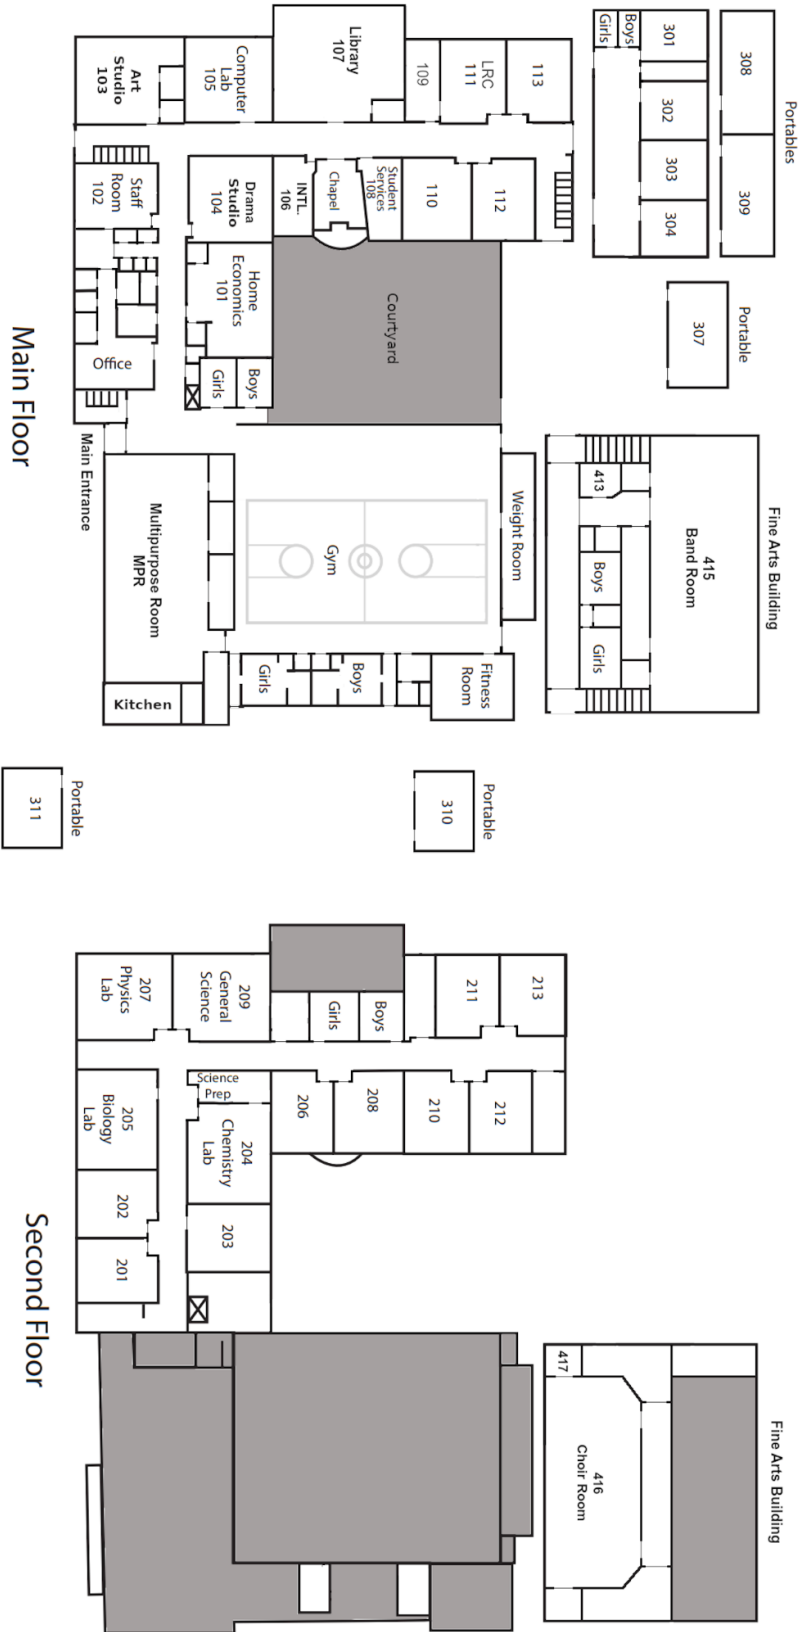 Portables
308
309
Portable
307
Girls
Boys
301
302
303
304
Fine Arts Building
415
Band Room
413
Boys
Girls
113
LRC
111
109
Library
107
Computer
Lab
105
Art
Studio
103
112
110
Student
Services
108
Chapel
INTL.
106
Drama
Studio
104
Staff
Room
102
Courtyard
Home
Economics
101
Girls
Boys
Office
Main Entrance
Weight Room
Gym
Multipurpose Room
MPR
Fitness
Room
Boys
Girls
Kitchen
Main Floor
Portable
310
Portable
311
213
211
Boys
Girls
209
General
Science
207
Physics
Lab
212
210
208
206
Science
Prep
204
Chemistry
Lab
203
205
Biology
Lab
202
201
Fine Arts Building
417
416
Choir Room
Second Floor